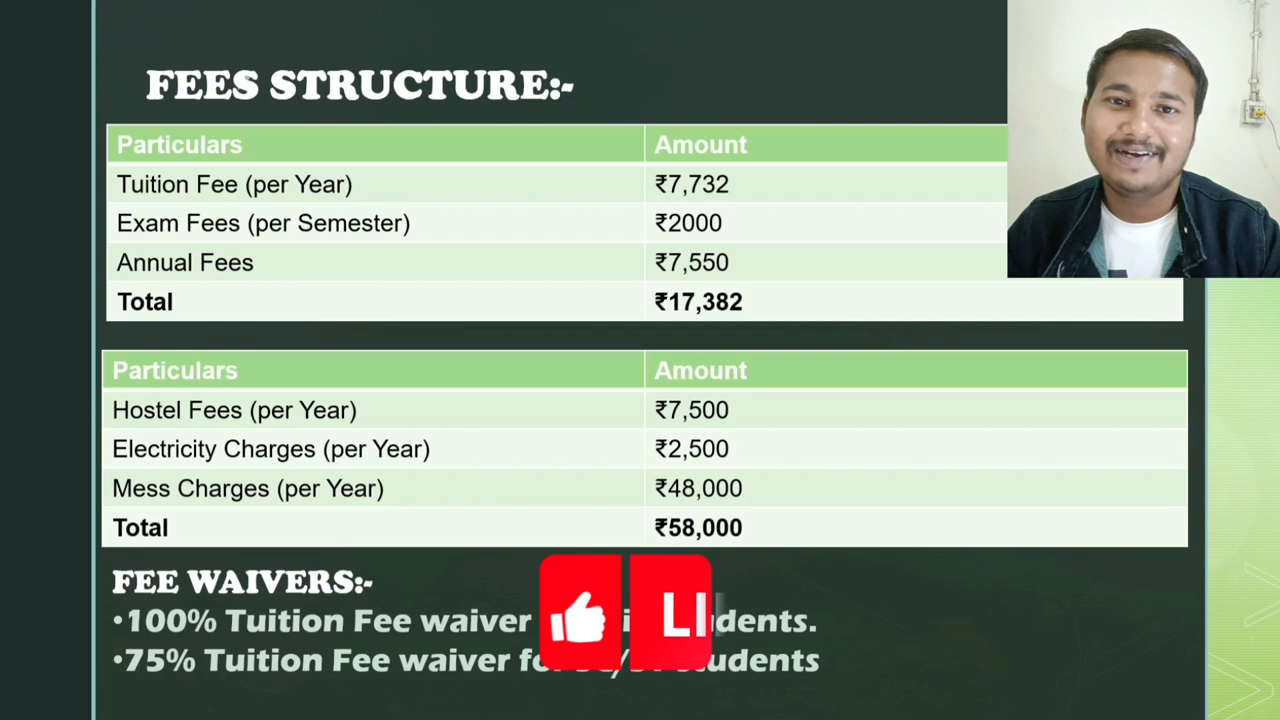 FEES STRUCTURE:-
Particulars Amount
Tuition Fee (per Year) ₹7,732
Exam Fees (per Semester) ₹2000
Annual Fees ₹7,550
Total ₹17,382
Particulars Amount
Hostel Fees (per Year) ₹7,500
Electricity Charges (per Year) ₹2,500
Mess Charges (per Year) ₹48,000
Total ₹58,000
FEE WAIVERS:-
•100% Tuition Fee waiver LI
•75% Tuition Fee waiver students